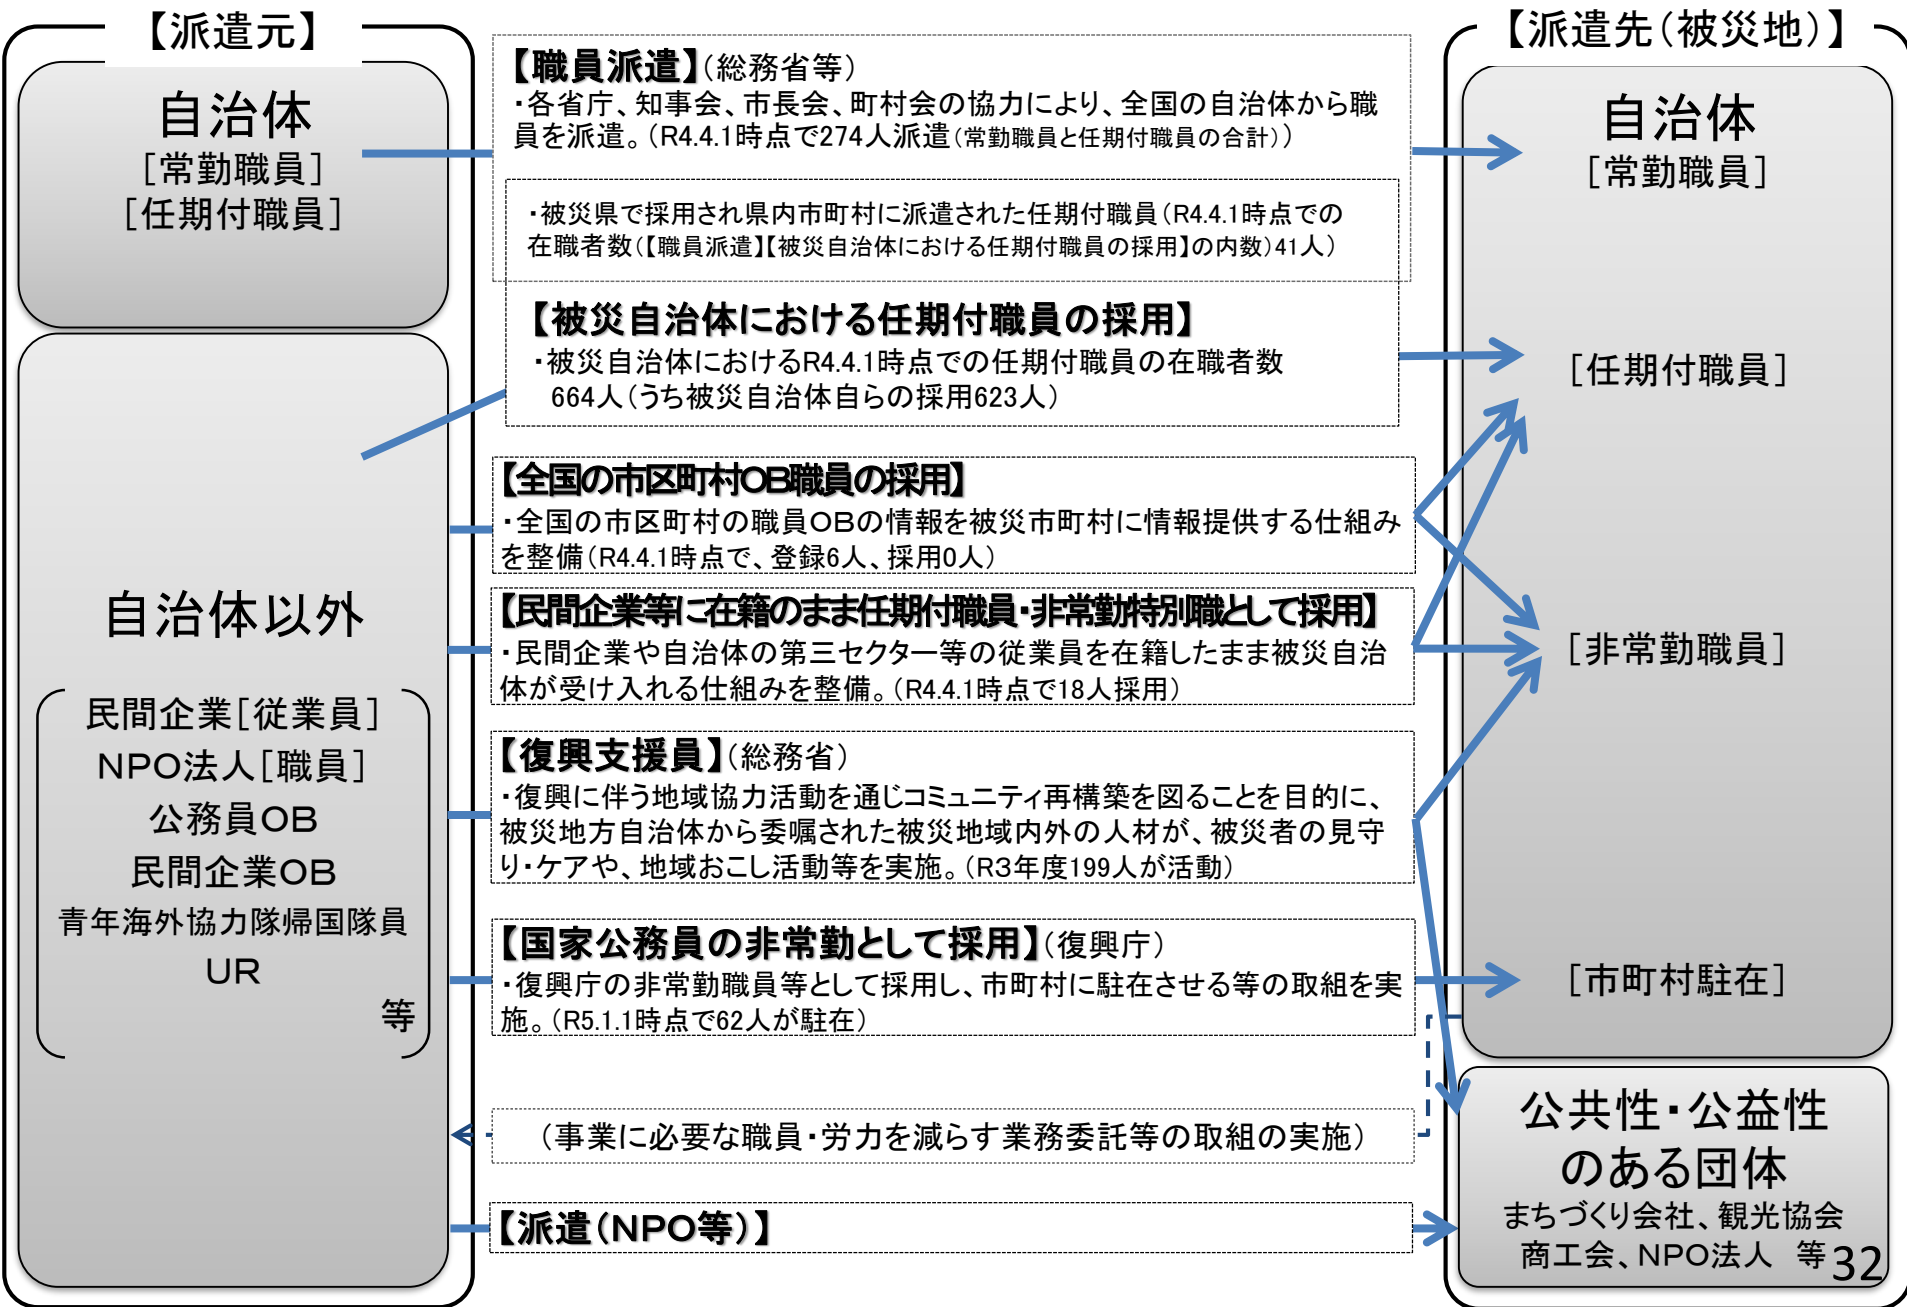 【派遣元】
自治体
［常勤職員］
［任期付職員］
自治体以外
民間企業［従業員］
NPO法人［職員］
公務員OB
民間企業OB
青年海外協力隊帰国隊員
UR
等
【職員派遣】（総務省等）
・各省庁、知事会、市長会、町村会の協力により、全国の自治体から職
員を派遣。（R4.4.1時点で274人派遣（常勤職員と任期付職員の合計））
・被災県で採用され県内市町村に派遣された任期付職員（R4.4.1時点での
在職者数（【職員派遣】【被災自治体における任期付職員の採用】の内数）41人）
【被災自治体における任期付職員の採用】
・被災自治体におけるR4.4.1時点での任期付職員の在職者数
664人（うち被災自治体自らの採用623人）
【全国の市区町村OB職員の採用】
・全国の市区町村の職員OBの情報を被災市町村に情報提供する仕組み
を整備（R4.4.1時点で、登録6人、採用0人）
【民間企業等に在籍のまま任期付職員・非常勤特別職として採用】
・民間企業や自治体の第三セクター等の従業員を在籍したまま被災自治
体が受け入れる仕組みを整備。（R4.4.1時点で18人採用）
【復興支援員】（総務省）
・復興に伴う地域協力活動を通じコミュニティ再構築を図ることを目的に、
被災地方自治体から委嘱された被災地域内外の人材が、被災者の見守
り・ケアや、地域おこし活動等を実施。（R3年度199人が活動）
【国家公務員の非常勤として採用】（復興庁）
・復興庁の非常勤職員等として採用し、市町村に駐在させる等の取組を実
施。（R5.1.1時点で62人が駐在）
（事業に必要な職員・労力を減らす業務委託等の取組の実施）
【派遣（NPO等）】
【派遣先（被災地）】
自治体
［常勤職員］
［任期付職員］
［非常勤職員］
［市町村駐在］
公共性・公益性
のある団体
まちづくり会社、観光協会
商工会、NPO法人　等
32